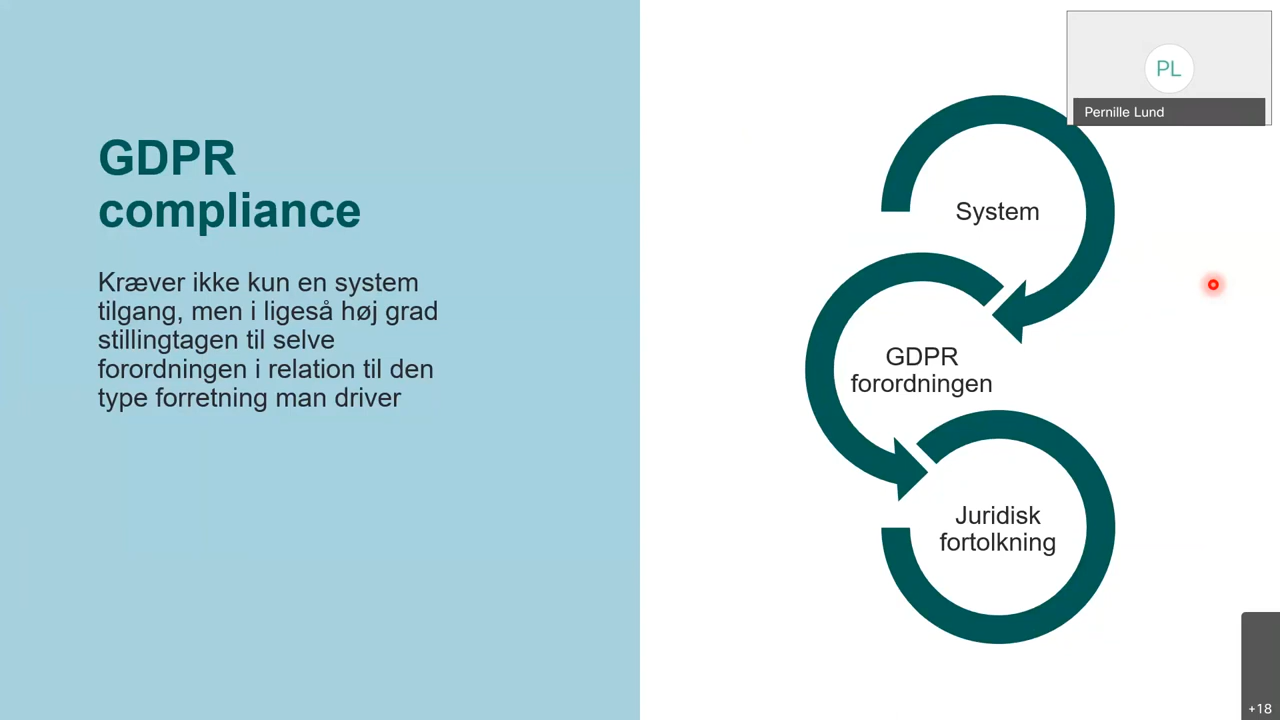 GDPR
compliance
Kræver ikke kun en system
tilgang, men i ligeså høj grad
stillingtagen til selve
forordningen i relation til den
type forretning man driver
PL
Pernille Lund
System
GDPR
forordningen
Juridisk
fortolkning
+18